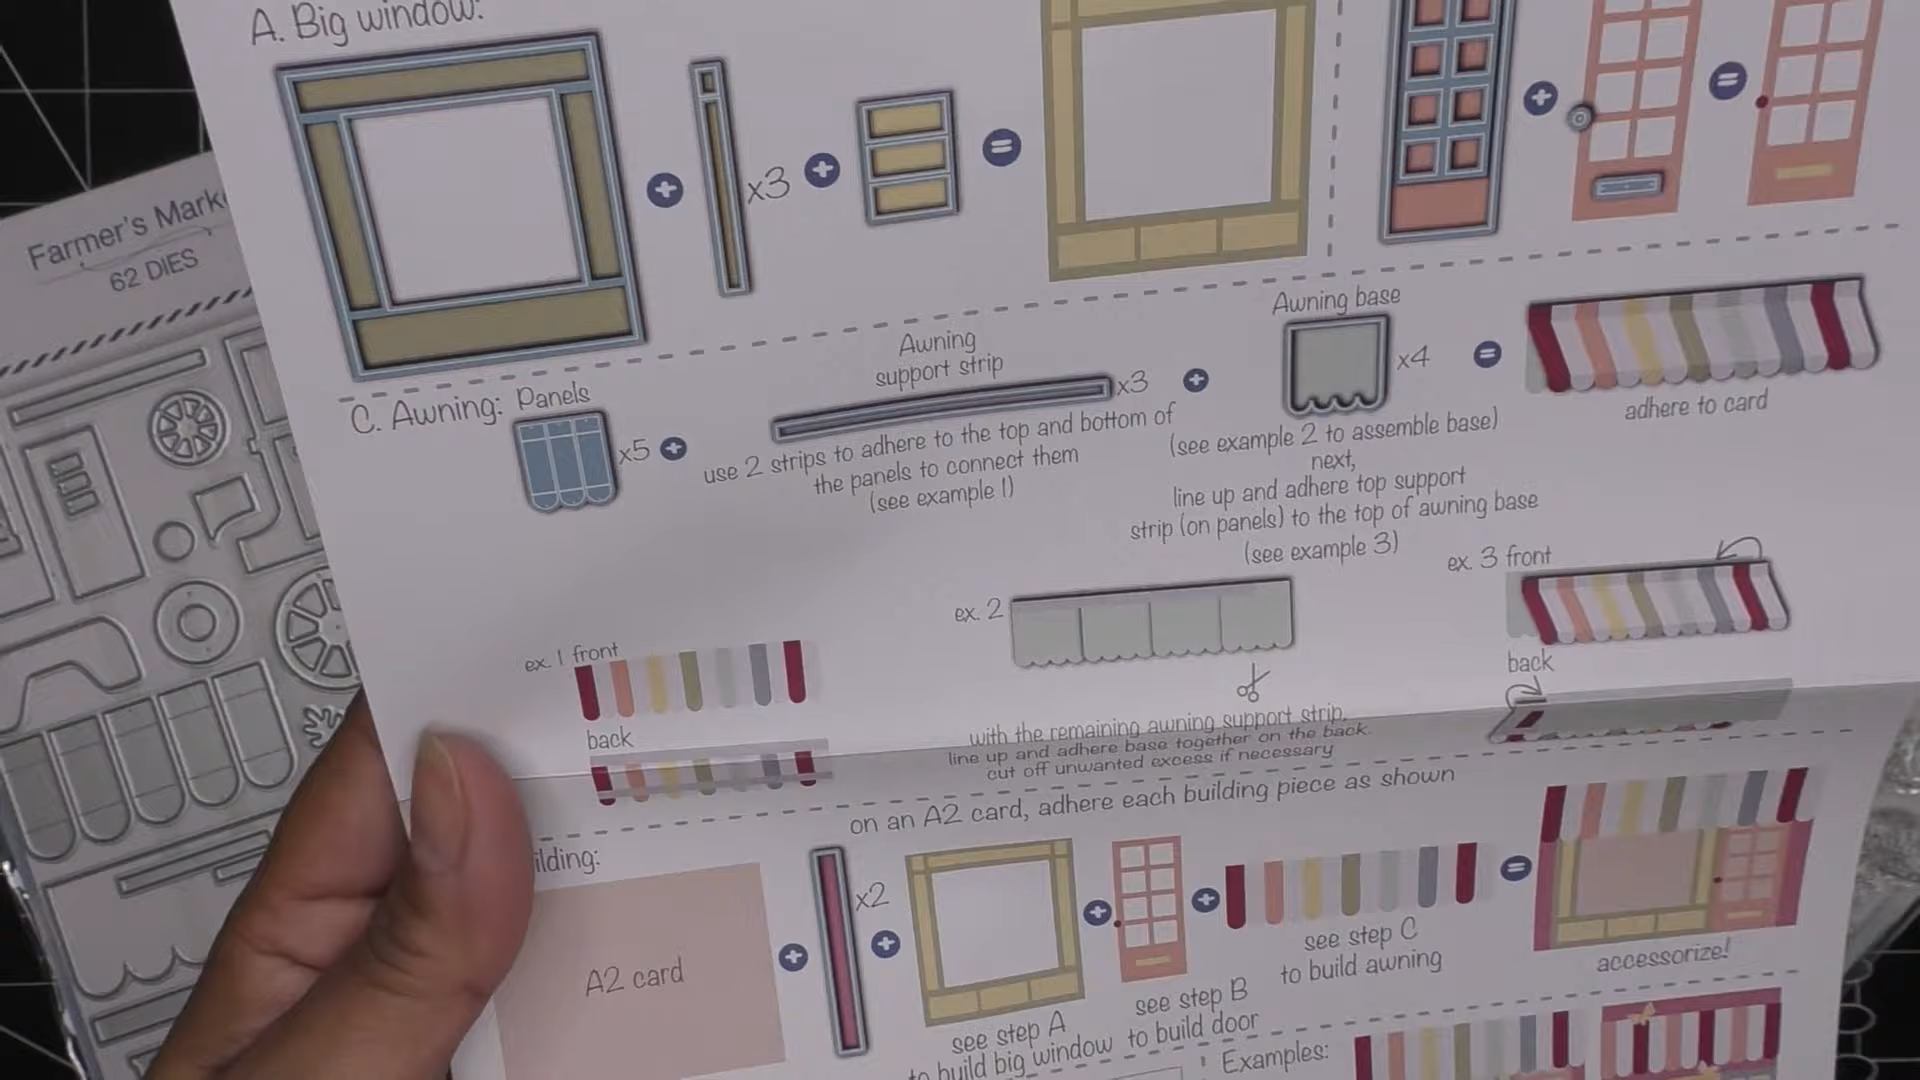 A. Big window:
x3
Farmer's Mark
62 DIES
C. Awning: Panels
x5
Awning
support strip
x3
use 2 strips to adhere to the top and bottom of
the panels to connect them
(see example 1)
Awning base
x4
(see example 2 to assemble base)
next,
line up and adhere top support
strip (on panels) to the top of awning base
(see example 3)
adhere to card
ex. 1 front
back
ex. 2
with the remaining awning support strip,
line up and adhere base together on the back.
cut off unwanted excess if necessary
ex. 3 front
back
on an A2 card, adhere each building piece as shown
ilding:
A2 card
x2
see step A
to build big window
see step B
to build door
see step C
to build awning
accessorize!
Examples: